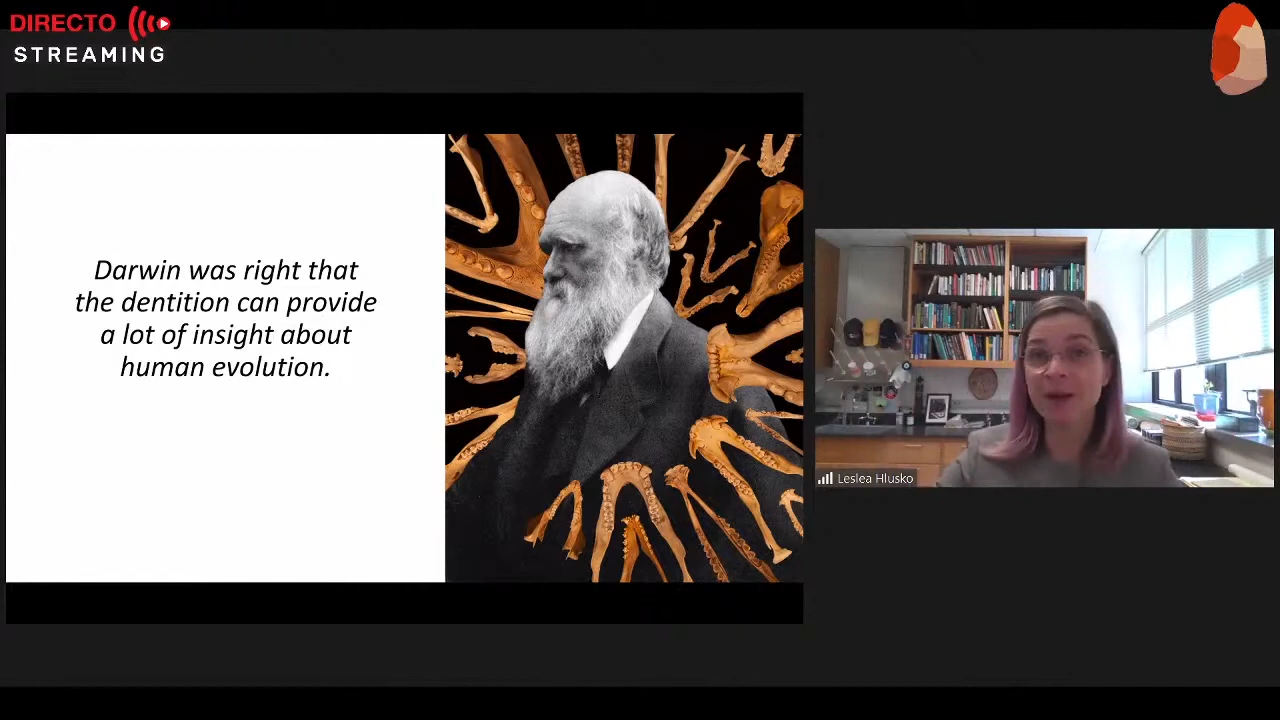 DIRECTO
STREAMING
Darwin was right that
the dentition can provide
a lot of insight about
human evolution.
Leslea Hlusko